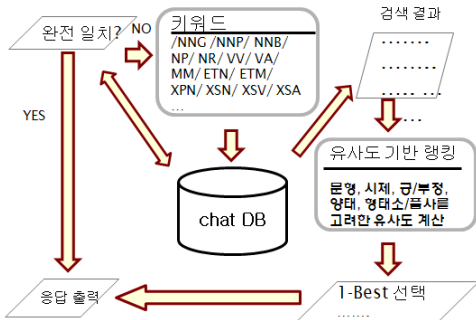 완전 일치?
NO
키워드
/NNG /NNP/ NNB/
NP/ NR/ VV/ VA/
MM/ ETN/ ETM/
XPN/ XSN/ XSV/ XSA
...
검색 결과
.......
........
..... ...
...
YES
chat DB
유사도 기반 랭킹
문형, 시제, 긍/부정,
양태, 형태소/품사를
고려한 유사도 계산
응답 출력
1-Best 선택
.......